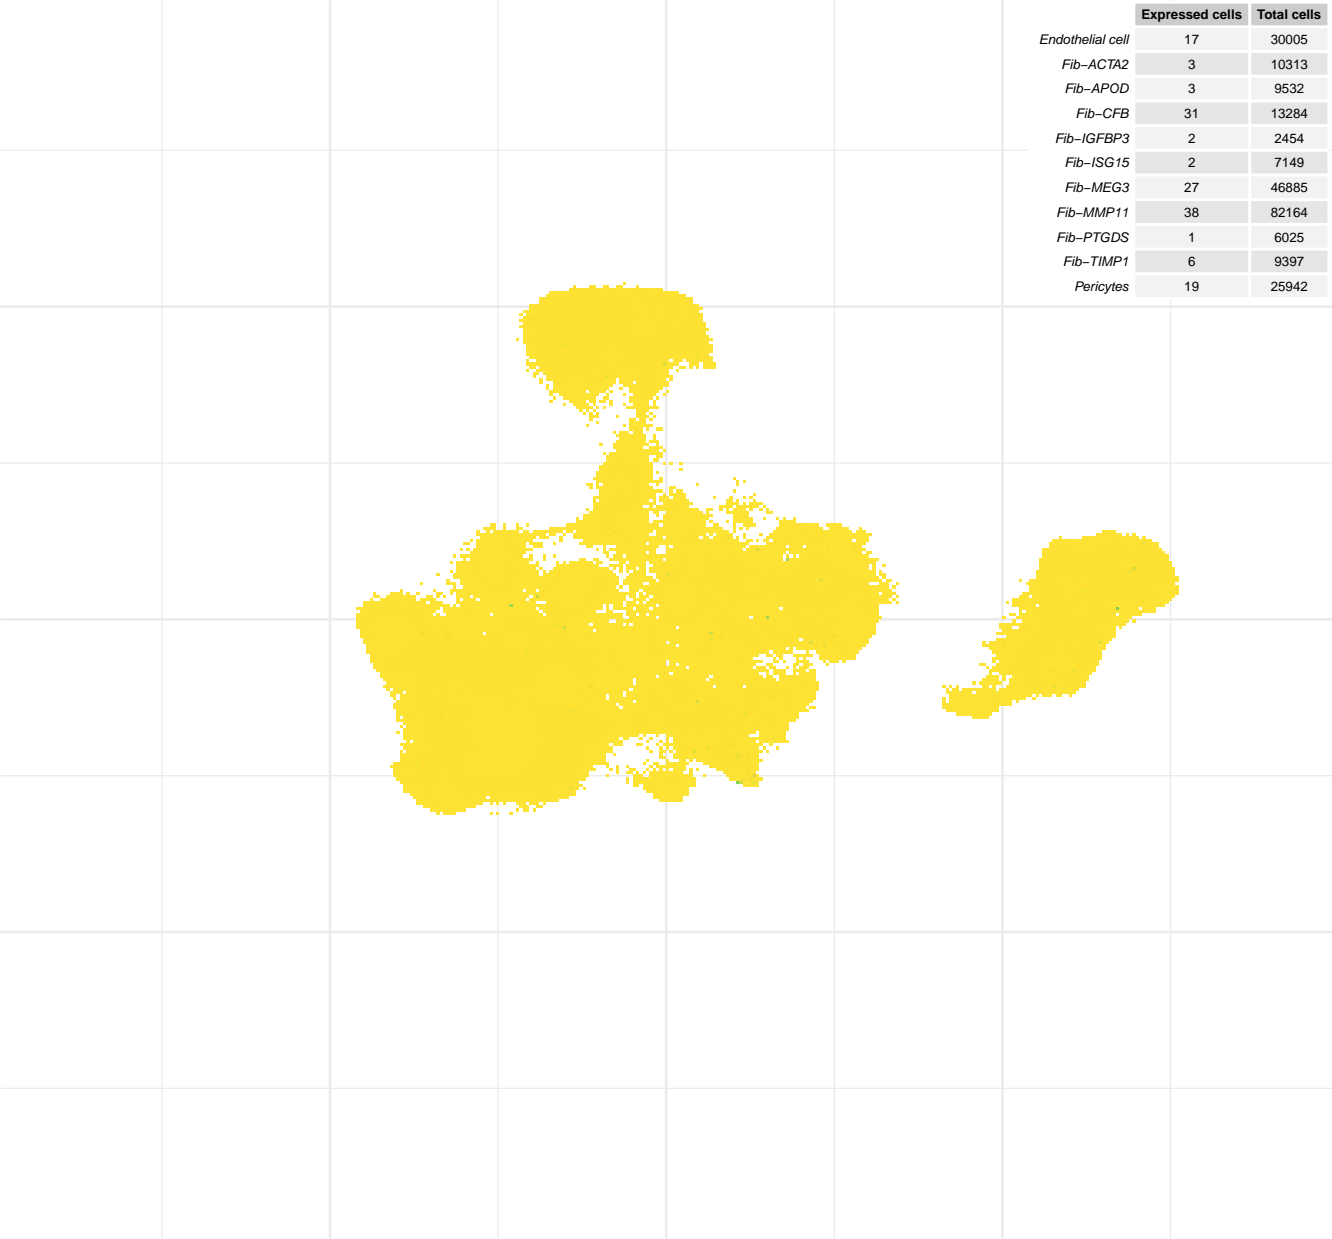 Expressed cells Total cells
Endothelial cell 17 30005
Fib−ACTA2 3 10313
Fib−APOD 3 9532
Fib−CFB 31 13284
Fib−IGFBP3 2 2454
Fib−ISG15 2 7149
Fib−MEG3 27 46885
Fib−MMP11 38 82164
Fib−PTGDS 1 6025
Fib−TIMP1 6 9397
Pericytes 19 25942